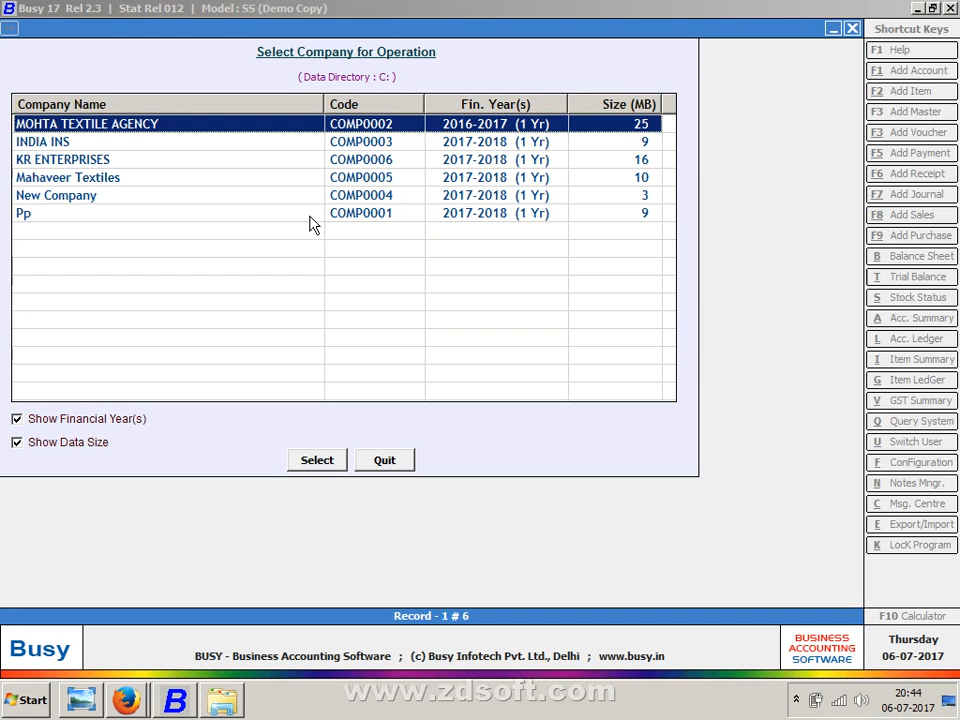 Busy 17 Rel 2.3 | Stat Rel 012 | Model : SS (Demo Copy)
Select Company for Operation
( Data Directory : C: )
Company Name Code Fin. Year(s) Size (MB)
MOHTA TEXTILE AGENCY COMP0002 2016-2017 (1 Yr) 25
INDIA INS COMP0003 2017-2018 (1 Yr) 9
KR ENTERPRISES COMP0006 2017-2018 (1 Yr) 16
Mahaveer Textiles COMP0005 2017-2018 (1 Yr) 10
New Company COMP0004 2017-2018 (1 Yr) 3
Pp COMP0001 2017-2018 (1 Yr) 9
Show Financial Year(s)
Show Data Size
Select Quit
Record - 1 # 6
Shortcut Keys
F1 Help
F1 Add Account
F2 Add Item
F3 Add Master
F3 Add Voucher
F5 Add Payment
F6 Add Receipt
F7 Add Journal
F8 Add Sales
F9 Add Purchase
B Balance Sheet
T Trial Balance
S Stock Status
A Acc. Summary
L Acc. Ledger
I Item Summary
G Item LedGer
V GST Summary
Q Query System
U Switch User
F ConFiguration
N Notes Mngr.
C Msg. Centre
E Export/Import
K LocK Program
F10 Calculator
Busy
BUSY - Business Accounting Software ; (c) Busy Infotech Pvt. Ltd., Delhi ; www.busy.in
BUSINESS
ACCOUNTING
SOFTWARE
Thursday
06-07-2017
Start
B
www.zdsoft.com
20:44
06-07-2017